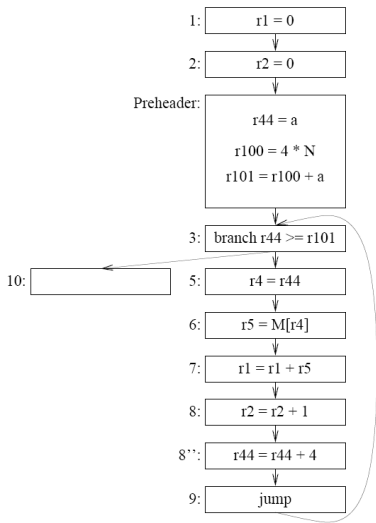 1: r1 = 0
2: r2 = 0
Preheader:
r44 = a
r100 = 4 * N
r101 = r100 + a
3: branch r44 >= r101
10: 5: r4 = r44
6: r5 = M[r4]
7: r1 = r1 + r5
8: r2 = r2 + 1
8’’: r44 = r44 + 4
9: jump